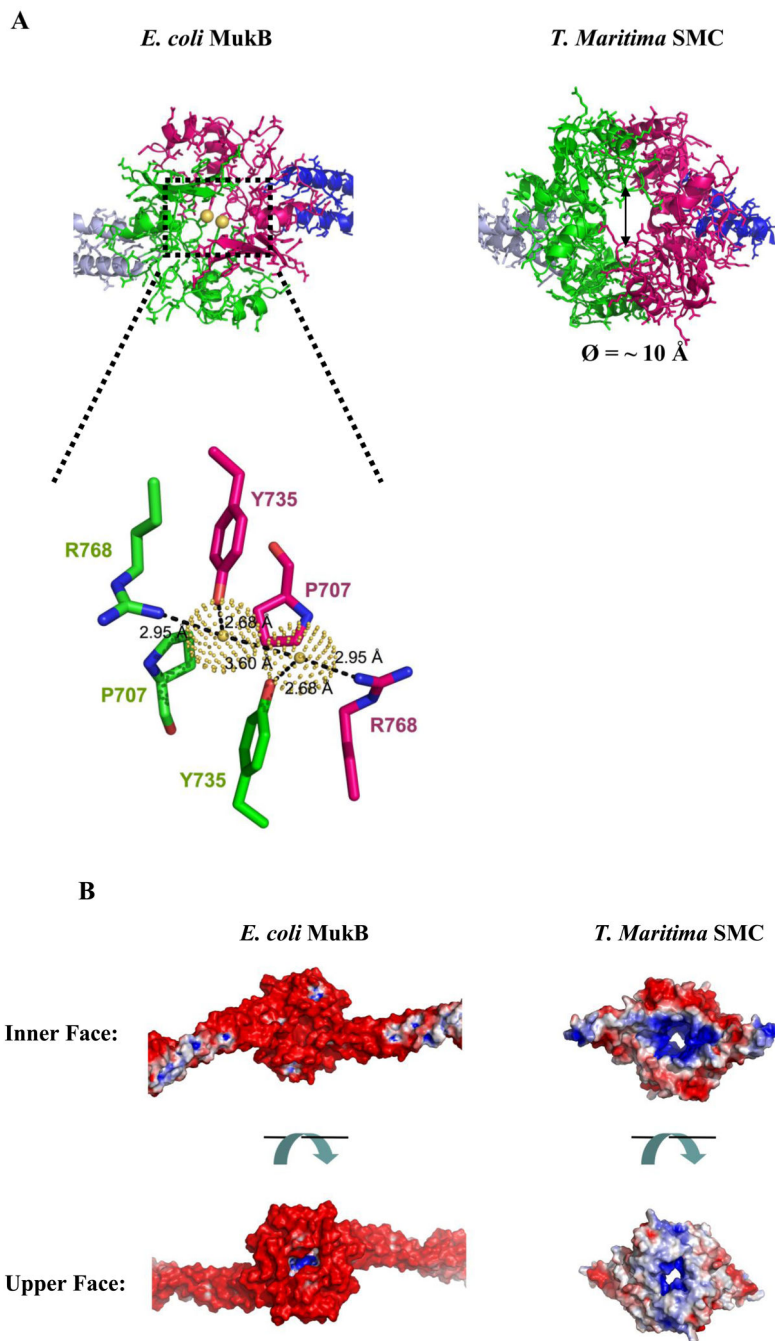 A
E. coli MukB
T. Maritima SMC
Ø = ~ 10 Å
Y735
R768
P707
2.68 Å
2.95 Å
3.60 Å
2.95 Å
2.68 Å
P707
R768
Y735
B
E. coli MukB
T. Maritima SMC
Inner Face:
Upper Face: